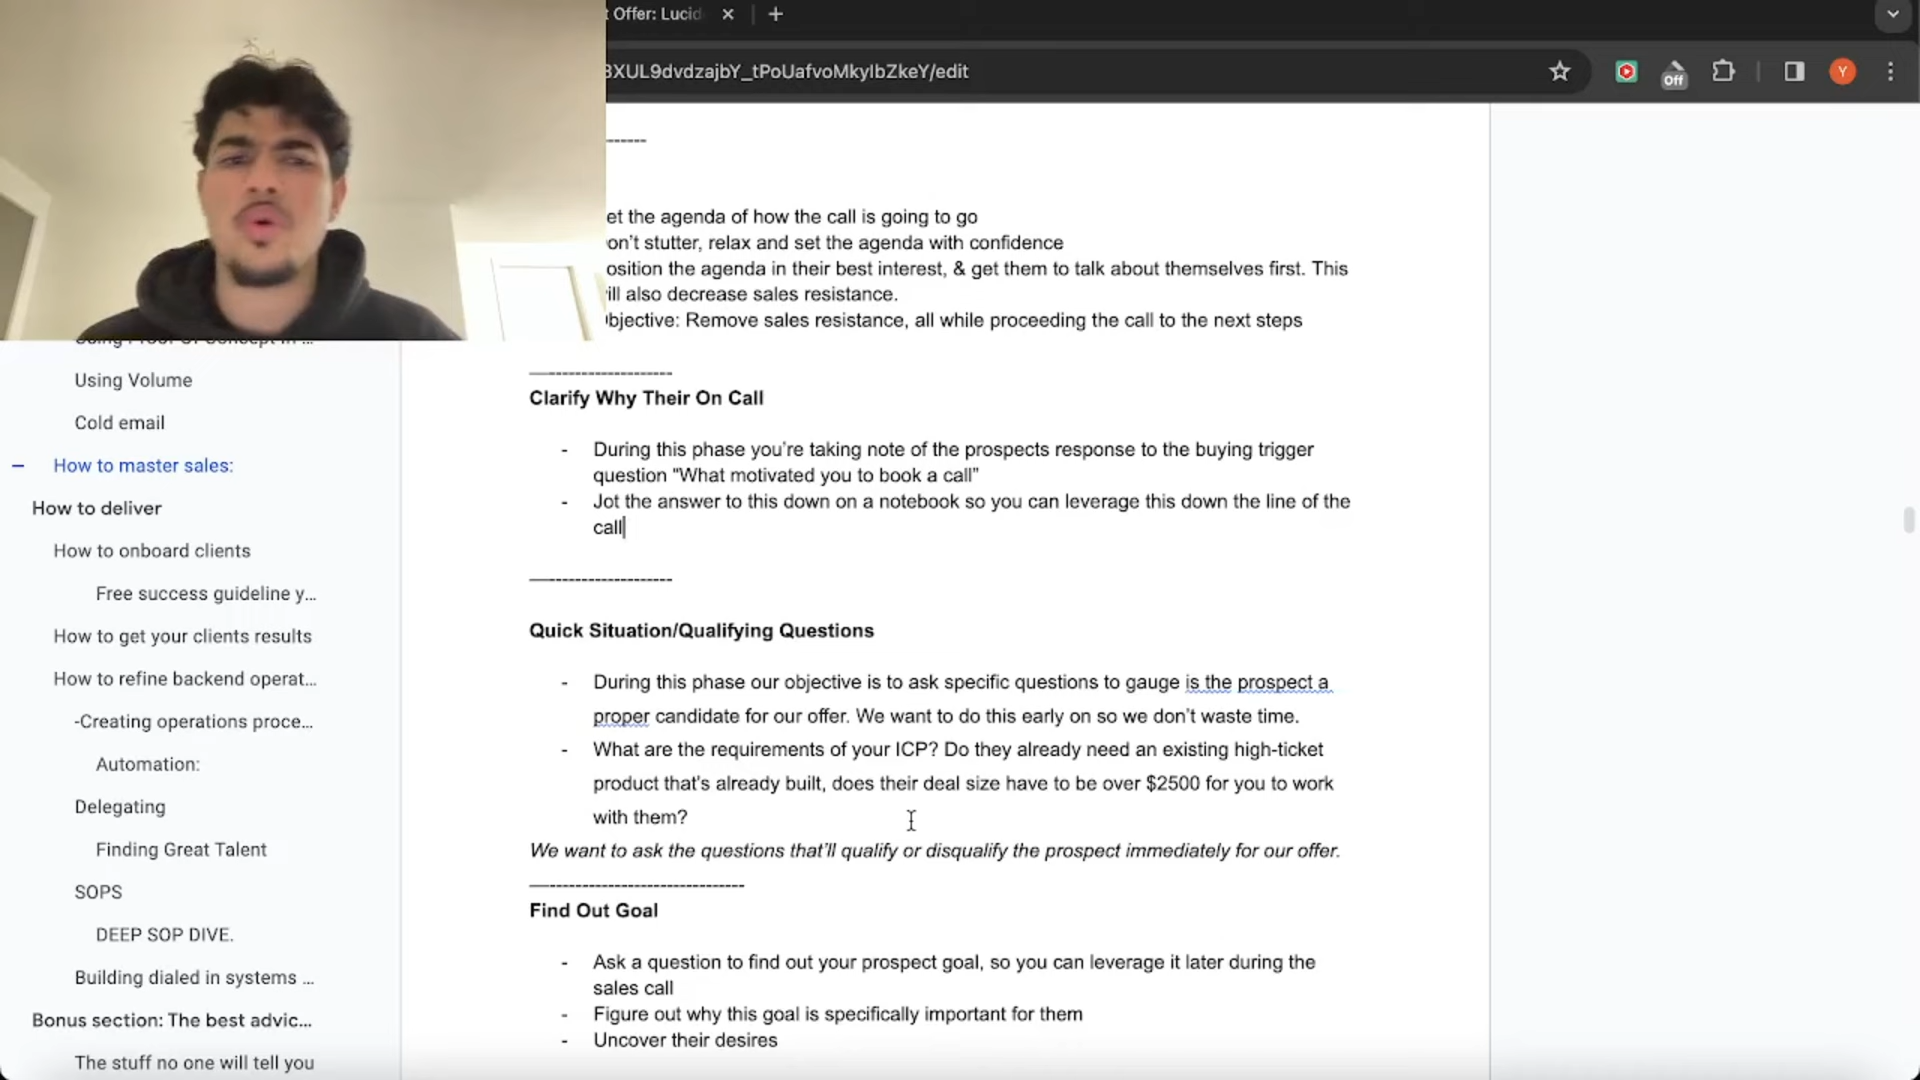 t Offer: Lucid
3XUL9dvdzajbY_tPoUafvoMkyIbZkeY/edit
Off
Y
--------
et the agenda of how the call is going to go
on't stutter, relax and set the agenda with confidence
osition the agenda in their best interest, & get them to talk about themselves first. This
ill also decrease sales resistance.
bjective: Remove sales resistance, all while proceeding the call to the next steps
—-------------------
Clarify Why Their On Call
- During this phase you're taking note of the prospects response to the buying trigger
question "What motivated you to book a call"
- Jot the answer to this down on a notebook so you can leverage this down the line of the
call
—-------------------
Quick Situation/Qualifying Questions
- During this phase our objective is to ask specific questions to gauge is the prospect a
proper candidate for our offer. We want to do this early on so we don't waste time.
- What are the requirements of your ICP? Do they already need an existing high-ticket
product that's already built, does their deal size have to be over $2500 for you to work
with them?
We want to ask the questions that'll qualify or disqualify the prospect immediately for our offer.
—------------------------------
Find Out Goal
- Ask a question to find out your prospect goal, so you can leverage it later during the
sales call
- Figure out why this goal is specifically important for them
- Uncover their desires
Using Volume
Cold email
How to master sales:
How to deliver
How to onboard clients
Free success guideline y...
How to get your clients results
How to refine backend operat...
-Creating operations proce...
Automation:
Delegating
Finding Great Talent
SOPS
DEEP SOP DIVE.
Building dialed in systems ...
Bonus section: The best advic...
The stuff no one will tell you